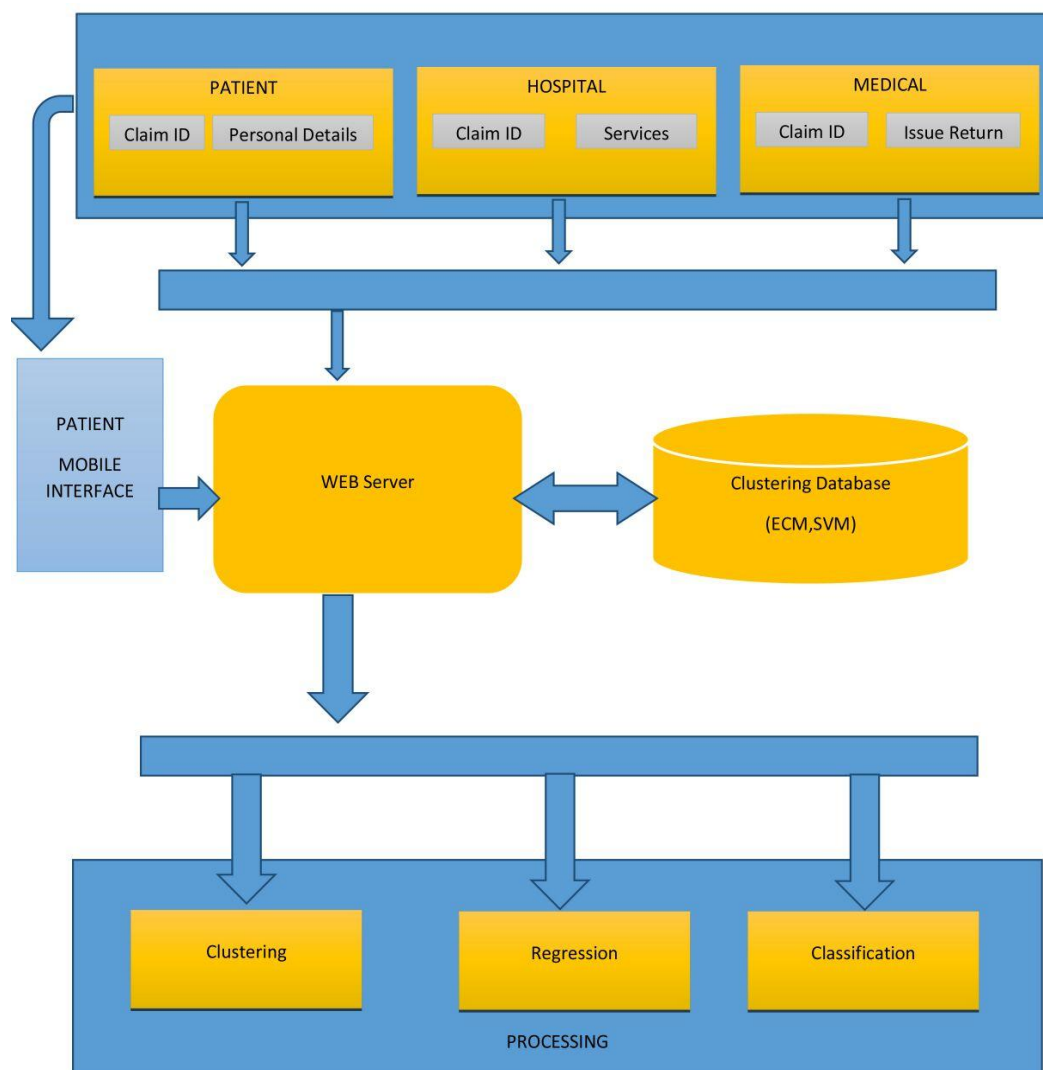 PATIENT
Claim ID
Personal Details
HOSPITAL
Claim ID
Services
MEDICAL
Claim ID
Issue Return
PATIENT
MOBILE
INTERFACE
WEB Server
Clustering Database
(ECM,SVM)
Clustering
Regression
Classification
PROCESSING